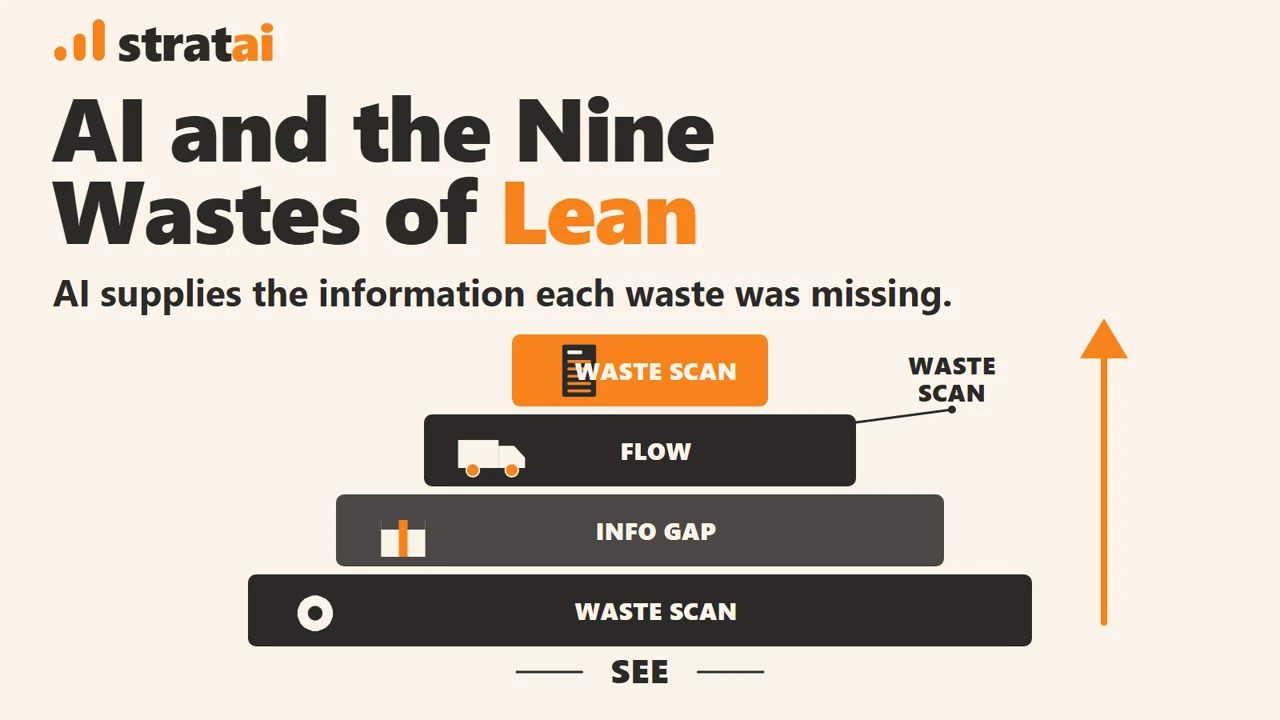 stratai
AI and the Nine
Wastes of Lean
AI supplies the information each waste was missing.
WASTE SCAN
WASTE
SCAN
FLOW
INFO GAP
WASTE SCAN
SEE